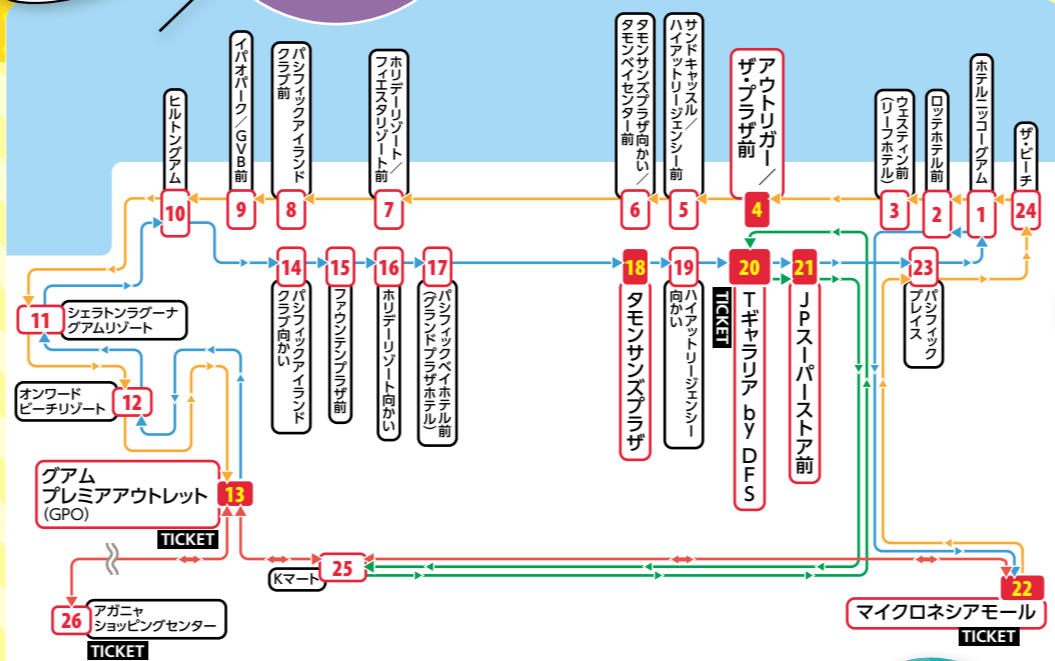 ヒルトングアム
イパオパーク/GVB前
パシフィックアイランド
クラブ前
ホリデーリゾート/
フィエスタリゾート前
タモンサンズプラザ向かい/
タモンベイセンター前
サンドキャッスル/
ハイアットリージェンシー前
アウトリガー/
ザ・プラザ前
ウェスティン前
(リーフホテル)
ロッテホテル前
ホテルニッコーグアム
ザ・ビーチ
10
9
8
7
6
5
4
3
2
1
24
14
15
16
17
18
19
20
21
23
パシフィックアイランド
クラブ向かい
ファウンテンプラザ前
ホリデーリゾート向かい
パシフィックベイホテル前
(グランドプラザホテル)
タモンサンズプラザ
ハイアットリージェンシー
向かい
TICKET
Tギャラリア by DFS
JPスーパーストア前
パシフィック
プレイス
11
シェラトンラグーナ
グアムリゾート
オンワード
ビーチリゾート
12
グアム
プレミアアウトレット
(GPO)
13
TICKET
Kマート
25
26
アガニャ
ショッピングセンター
TICKET
22
マイクロネシアモール
TICKET